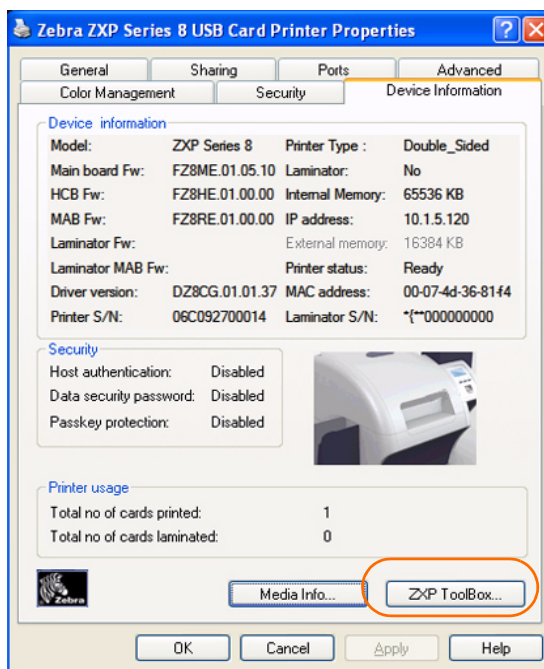 Zebra ZXP Series 8 USB Card Printer Properties
General Sharing Ports Advanced
Color Management Security Device Information
Device information
Model: ZXP Series 8 Printer Type : Double_Sided
Main board Fw: FZ8ME.01.05.10 Laminator: No
HCB Fw: FZ8HE.01.00.00 Internal Memory: 65536 KB
MAB Fw: FZ8RE.01.00.00 IP address: 10.1.5.120
Laminator Fw: External memory: 16384 KB
Laminator MAB Fw: Printer status: Ready
Driver version: DZ8CG.01.01.37 MAC address: 00-07-4d-36-81-f4
Printer S/N: 06C092700014 Laminator S/N: *{**000000000
Security
Host authentication: Disabled
Data security password: Disabled
Passkey protection: Disabled
Printer usage
Total no of cards printed: 1
Total no of cards laminated: 0
Zebra
Media Info... ZXP ToolBox...
OK Cancel Apply Help